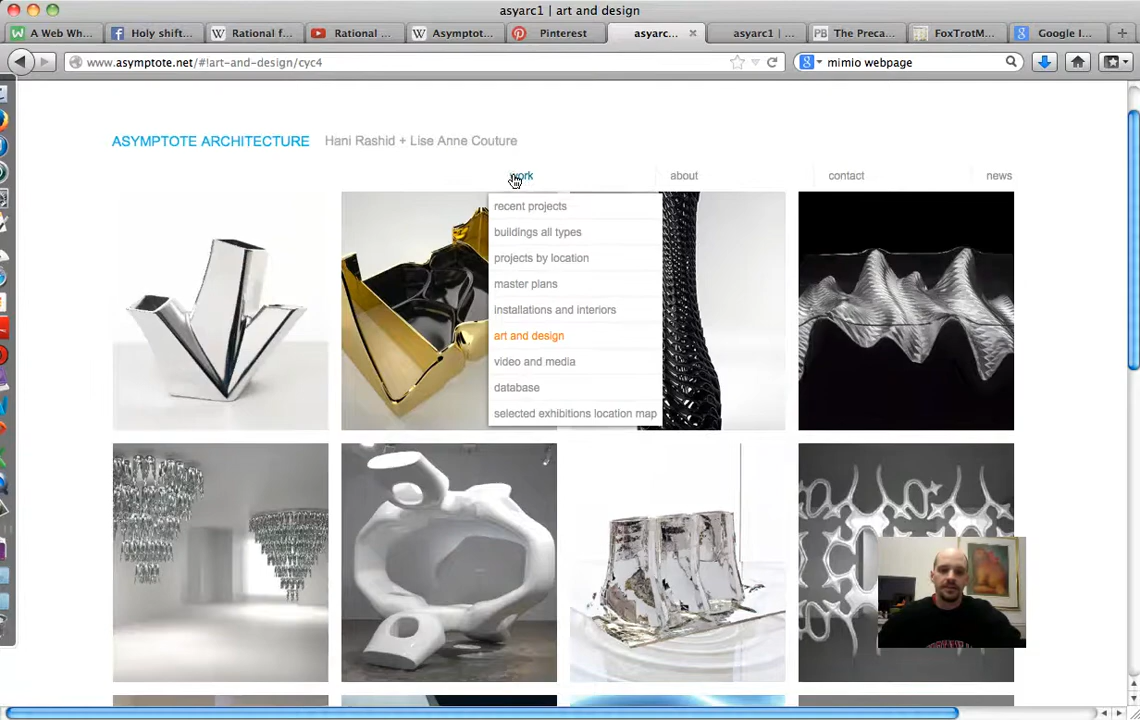 asyarc1 | art and design
A Web Wh...
Holy shift...
Rational f...
Rational ...
Asymptot...
Pinterest
asyarc...
asyarc1 | ...
The Preca...
FoxTrotM...
Google I...
www.asymptote.net/#!art-and-design/cyc4
mimio webpage
ASYMPTOTE ARCHITECTURE Hani Rashid + Lise Anne Couture
work about contact news
recent projects
buildings all types
projects by location
master plans
installations and interiors
art and design
video and media
database
selected exhibitions location map